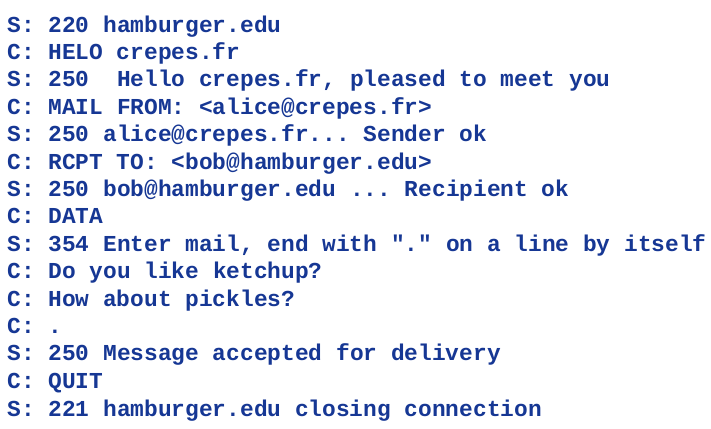 S: 220 hamburger.edu
C: HELO crepes.fr
S: 250  Hello crepes.fr, pleased to meet you
C: MAIL FROM: <alice@crepes.fr>
S: 250 alice@crepes.fr... Sender ok
C: RCPT TO: <bob@hamburger.edu>
S: 250 bob@hamburger.edu ... Recipient ok
C: DATA
S: 354 Enter mail, end with "." on a line by itself
C: Do you like ketchup?
C: How about pickles?
C: .
S: 250 Message accepted for delivery
C: QUIT
S: 221 hamburger.edu closing connection